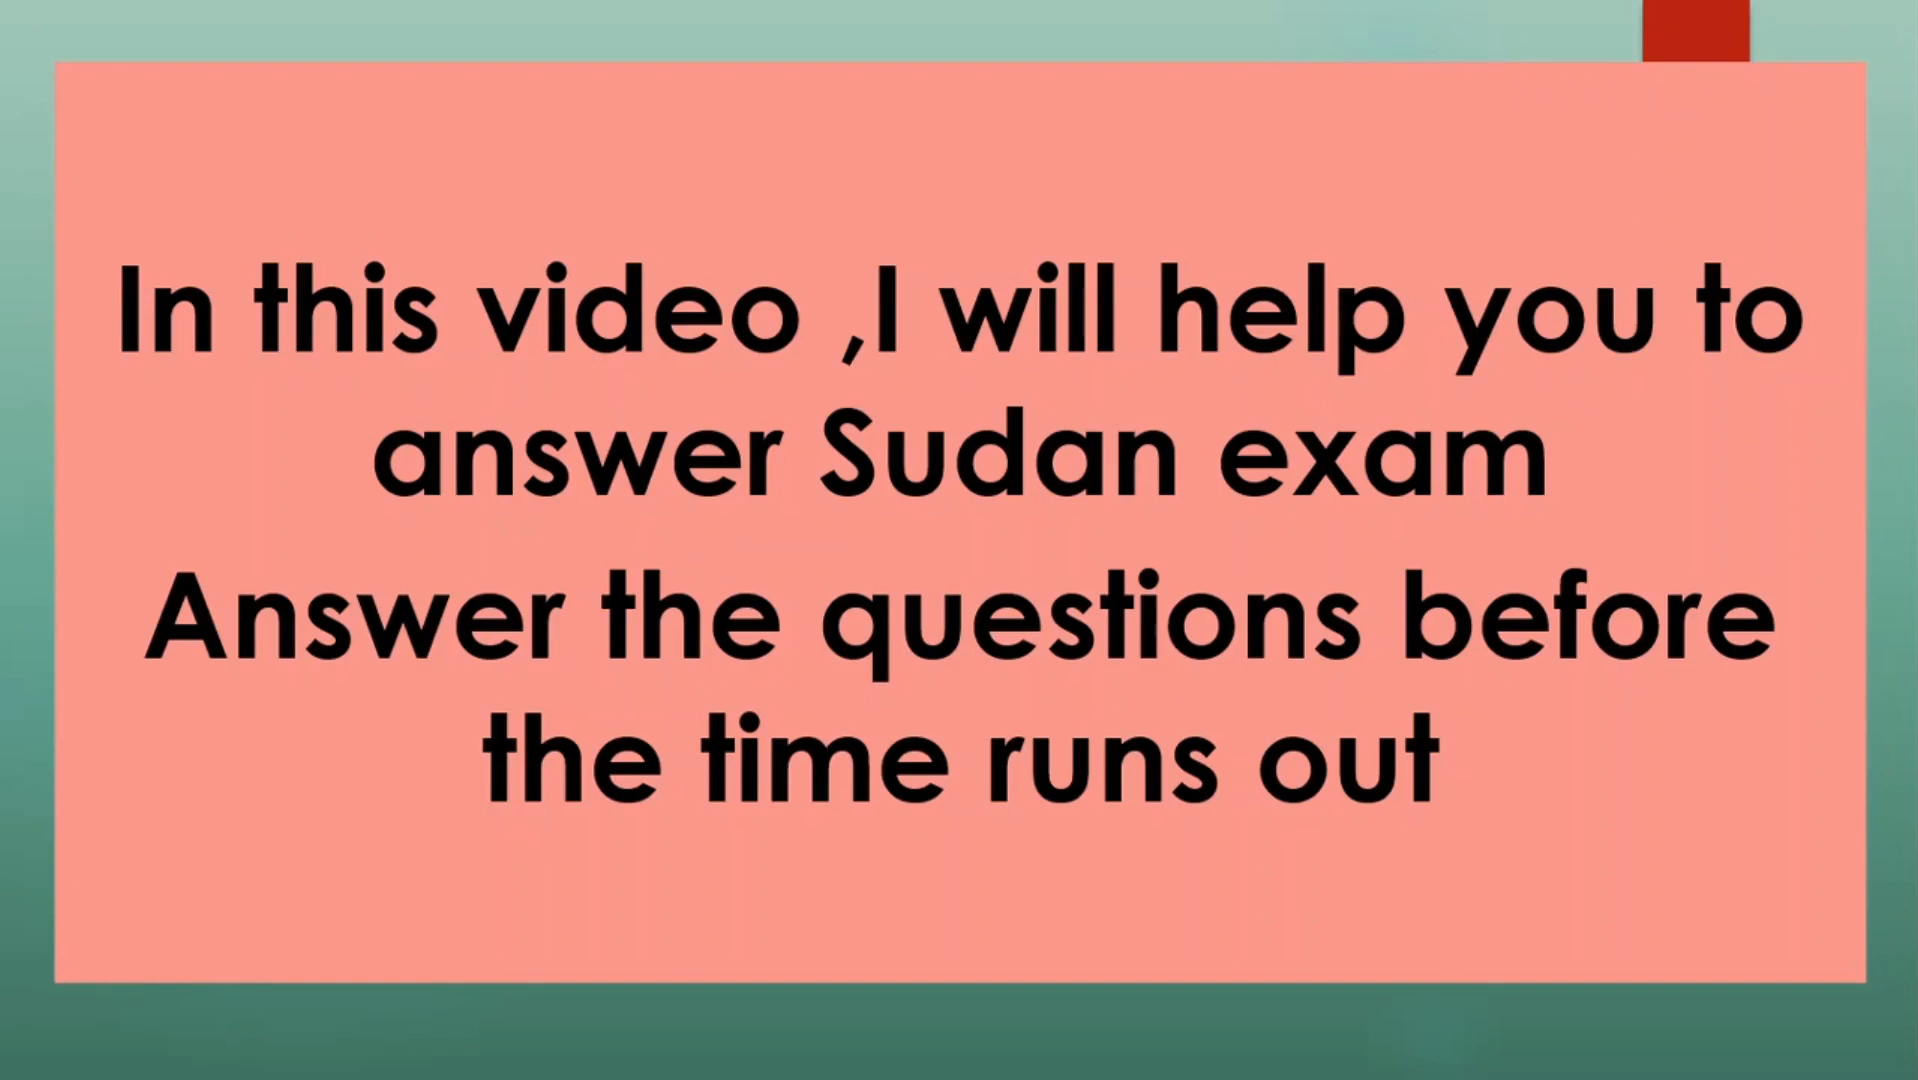 In this video ,I will help you to
answer Sudan exam
Answer the questions before
the time runs out